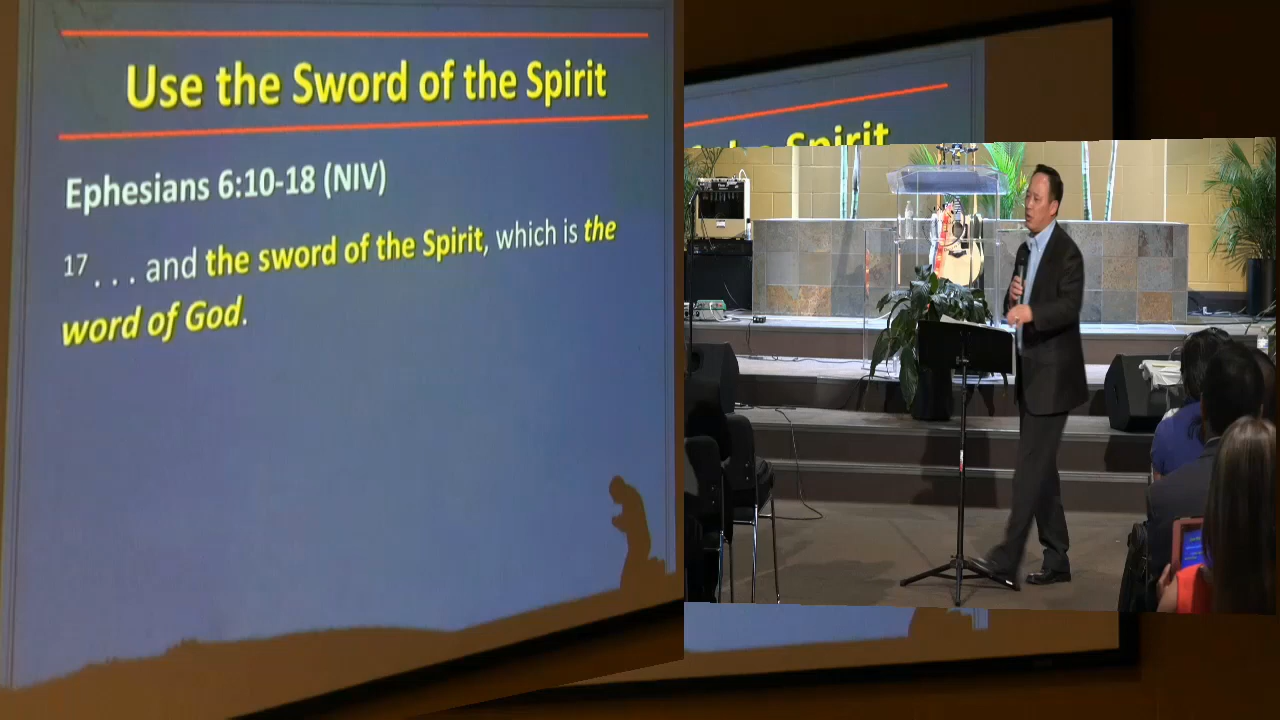 Use the Sword of the Spirit
Ephesians 6:10-18 (NIV)
17 . . . and the sword of the Spirit, which is the
word of God.
Spirit